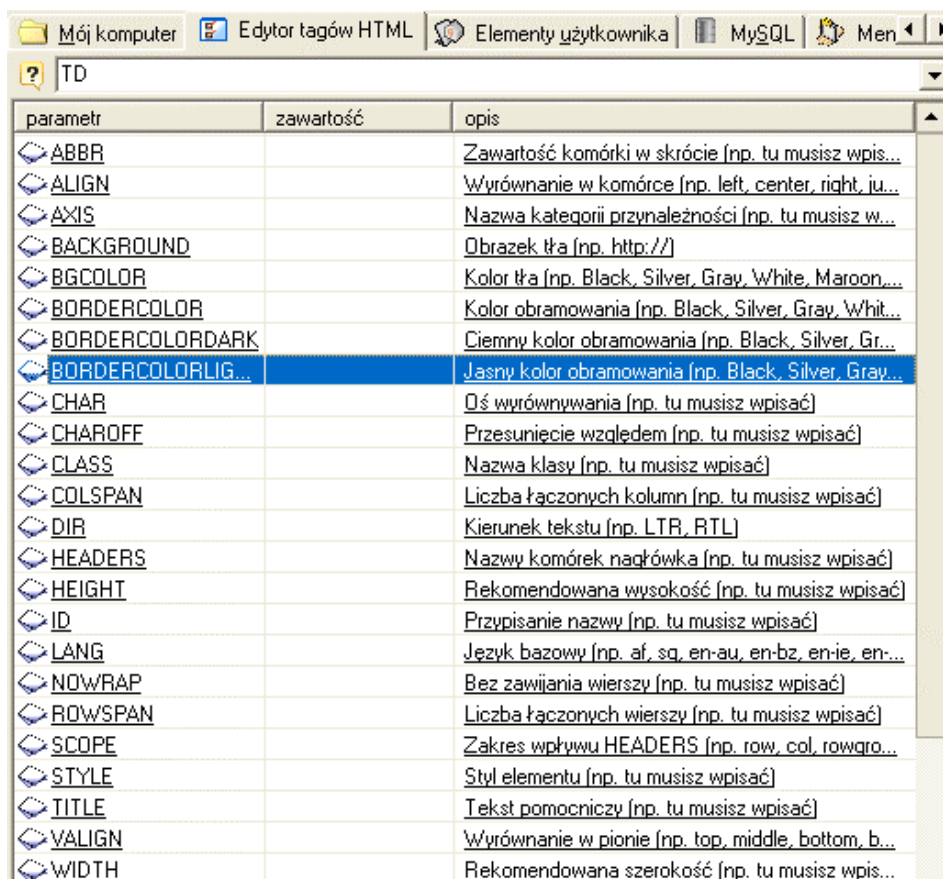 Mój komputer Edytor tagów HTML Elementy użytkownika MySQL Men
TD
parametr zawartość opis
ABBR Zawartość komórki w skrócie (np. tu musisz wpis...
ALIGN Wyrównanie w komórce (np. left, center, right, ju...
AXIS Nazwa kategorii przynależności (np. tu musisz w...
BACKGROUND Obrazek tła (np. http://)
BGCOLOR Kolor tła (np. Black, Silver, Gray, White, Maroon,...
BORDERCOLOR Kolor obramowania (np. Black, Silver, Gray, Whit...
BORDERCOLORDARK Ciemny kolor obramowania (np. Black, Silver, Gr...
BORDERCOLORLIG... Jasny kolor obramowania (np. Black, Silver, Gray...
CHAR Oś wyrównywania (np. tu musisz wpisać)
CHAROFF Przesunięcie względem (np. tu musisz wpisać)
CLASS Nazwa klasy (np. tu musisz wpisać)
COLSPAN Liczba łączonych kolumn (np. tu musisz wpisać)
DIR Kierunek tekstu (np. LTR, RTL)
HEADERS Nazwy komórek nagłówka (np. tu musisz wpisać)
HEIGHT Rekomendowana wysokość (np. tu musisz wpisać)
ID Przypisanie nazwy (np. tu musisz wpisać)
LANG Język bazowy (np. af, sq, en-au, en-bz, en-ie, en-...
NOWRAP Bez zawijania wierszy (np. tu musisz wpisać)
ROWSPAN Liczba łączonych wierszy (np. tu musisz wpisać)
SCOPE Zakres wpływu HEADERS (np. row, col, rowgro...
STYLE Styl elementu (np. tu musisz wpisać)
TITLE Tekst pomocniczy (np. tu musisz wpisać)
VALIGN Wyrównanie w pionie (np. top, middle, bottom, b...
WIDTH Rekomendowana szerokość (np. tu musisz wpis...